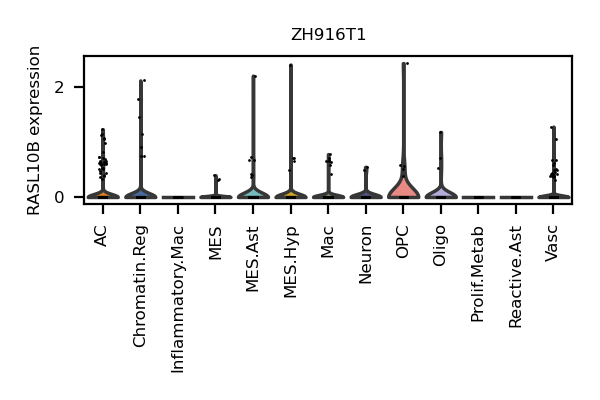 ZH916T1
RASL10B expression
2
0
AC
Chromatin.Reg
Inflammatory.Mac
MES
MES.Ast
MES.Hyp
Mac
Neuron
OPC
Oligo
Prolif.Metab
Reactive.Ast
Vasc